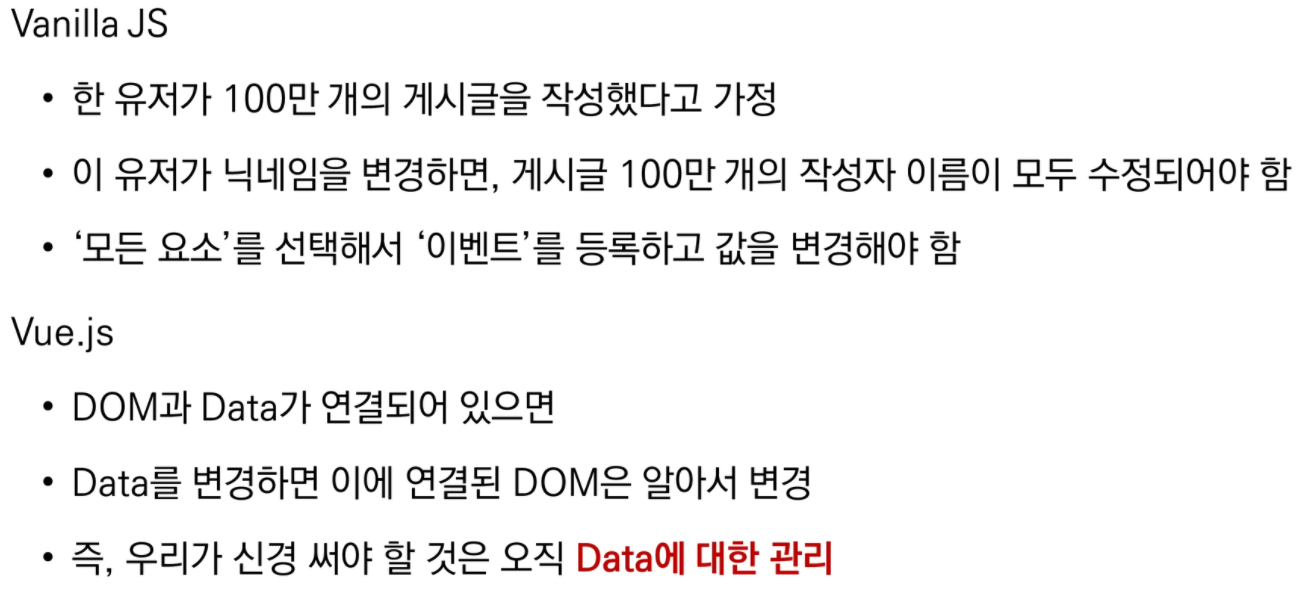 Vanilla JS
• 한 유저가 100만 개의 게시글을 작성했다고 가정
• 이 유저가 닉네임을 변경하면, 게시글 100만 개의 작성자 이름이 모두 수정되어야 함
• ‘모든 요소’를 선택해서 ‘이벤트’를 등록하고 값을 변경해야 함
Vue.js
• DOM과 Data가 연결되어 있으면
• Data를 변경하면 이에 연결된 DOM은 알아서 변경
• 즉, 우리가 신경 써야 할 것은 오직 Data에 대한 관리